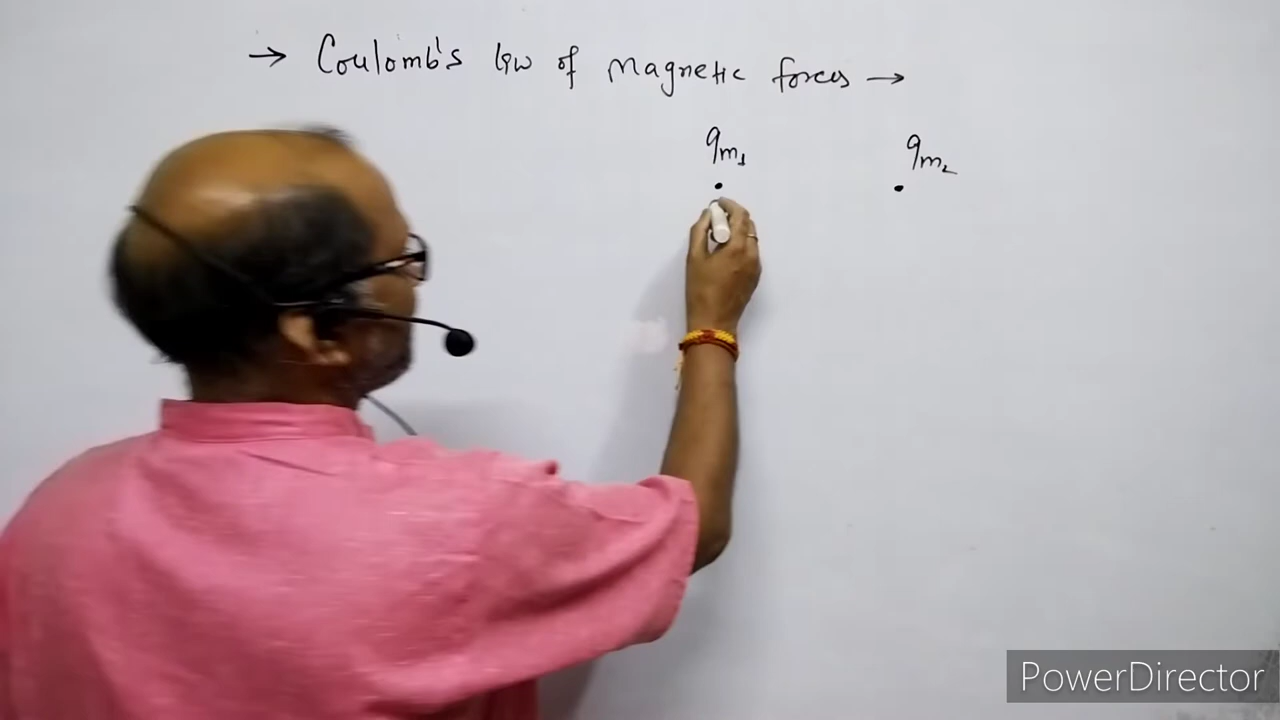 → Coulomb's law of Magnetic forces →
qm₁ qm₂
PowerDirector